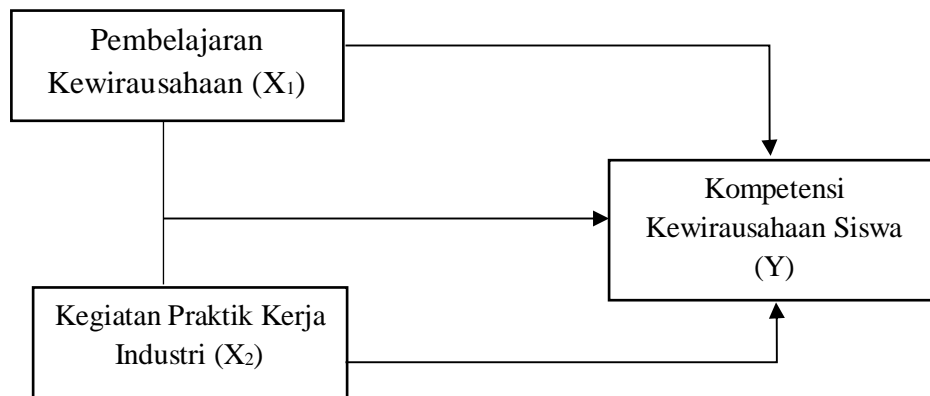 Pembelajaran
Kewirausahaan (X₁)
Kompetensi
Kewirausahaan Siswa
(Y)
Kegiatan Praktik Kerja
Industri (X₂)